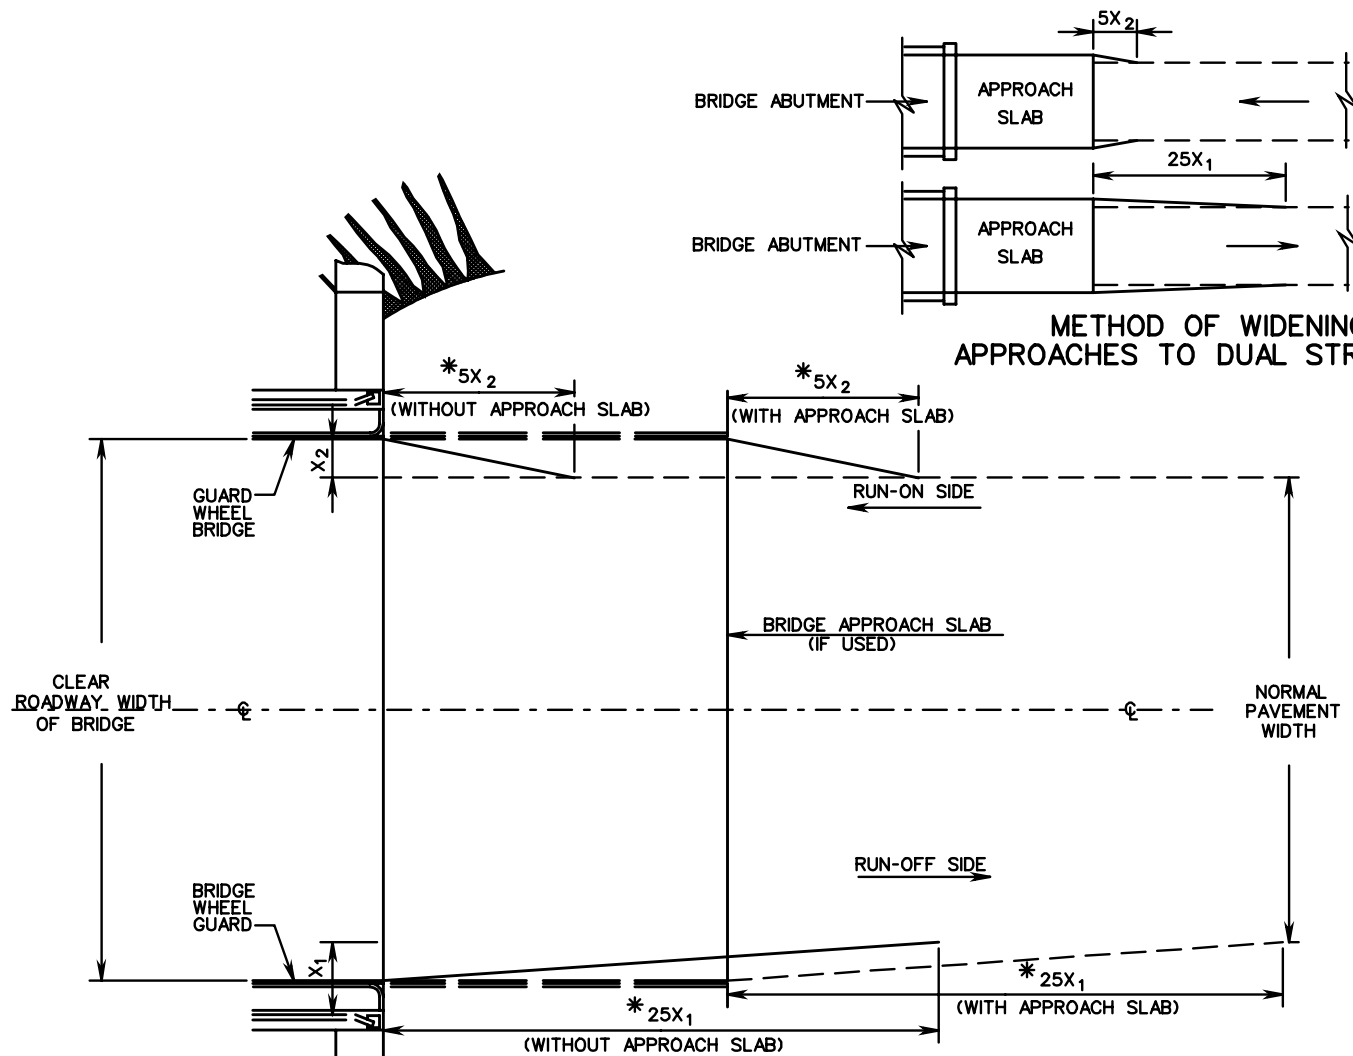 5X2
BRIDGE ABUTMENT
APPROACH
SLAB
25X1
BRIDGE ABUTMENT
APPROACH
SLAB
METHOD OF WIDENING
APPROACHES TO DUAL STR
*5X2
(WITHOUT APPROACH SLAB)
*5X2
(WITH APPROACH SLAB)
X2
GUARD
WHEEL
BRIDGE
RUN-ON SIDE
BRIDGE APPROACH SLAB
(IF USED)
CLEAR
ROADWAY WIDTH
OF BRIDGE
℄
℄
NORMAL
PAVEMENT
WIDTH
RUN-OFF SIDE
BRIDGE
WHEEL
GUARD
X1
*25X1
(WITH APPROACH SLAB)
*25X1
(WITHOUT APPROACH SLAB)